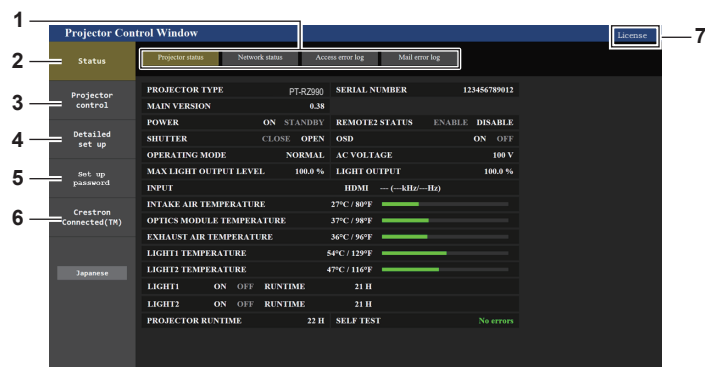 1
Projector Control Window
License
7
2
Status
Projector status Network status Access error log Mail error log
3
Projector
control
4
Detailed
set up
5
Set up
password
6
Crestron
Connected(TM)
Japanese
PROJECTOR TYPE PT-RZ990 SERIAL NUMBER 123456789012
MAIN VERSION 0.38
POWER ON STANDBY REMOTE2 STATUS ENABLE DISABLE
SHUTTER CLOSE OPEN OSD ON OFF
OPERATING MODE NORMAL AC VOLTAGE 100 V
MAX LIGHT OUTPUT LEVEL 100.0 % LIGHT OUTPUT 100.0 %
INPUT HDMI --- (---kHz/---Hz)
INTAKE AIR TEMPERATURE 27°C / 80°F
OPTICS MODULE TEMPERATURE 37°C / 98°F
EXHAUST AIR TEMPERATURE 36°C / 96°F
LIGHT1 TEMPERATURE 54°C / 129°F
LIGHT2 TEMPERATURE 47°C / 116°F
LIGHT1 ON OFF RUNTIME 21 H
LIGHT2 ON OFF RUNTIME 21 H
PROJECTOR RUNTIME 22 H SELF TEST No errors